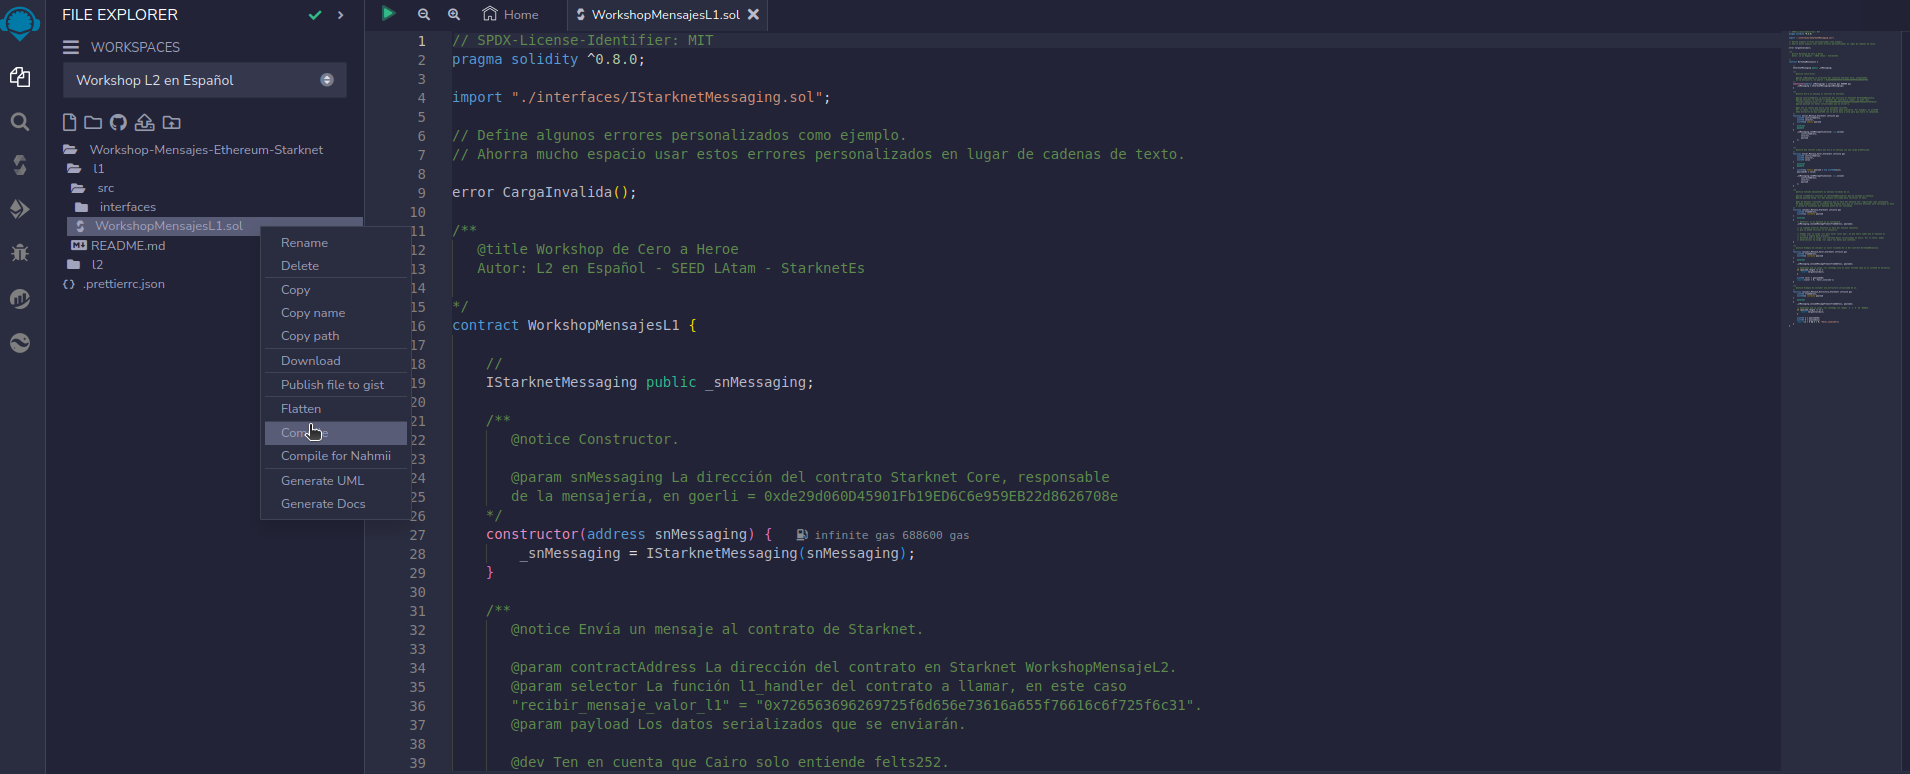 FILE EXPLORER
WORKSPACES
Workshop L2 en Español
Workshop-Mensajes-Ethereum-Starknet
l1
src
interfaces
WorkshopMensajesL1.sol
README.md
l2
.prettierrc.json
Rename
Delete
Copy
Copy name
Copy path
Download
Publish file to gist
Flatten
Compile for Nahmii
Generate UML
Generate Docs
Home
WorkshopMensajesL1.sol
1 // SPDX-License-Identifier: MIT
2 pragma solidity ^0.8.0;
3
4 import "./interfaces/IStarknetMessaging.sol";
5
6 // Define algunos errores personalizados como ejemplo.
7 // Ahorra mucho espacio usar estos errores personalizados en lugar de cadenas de texto.
8
9 error CargaInvalida();
10
11 /**
12 @title Workshop de Cero a Heroe
13 Autor: L2 en Español - SEED LAtam - StarknetEs
14
15 */
16 contract WorkshopMensajesL1 {
17
18 //
19 IStarknetMessaging public _snMessaging;
20
21 /**
22 @notice Constructor.
23
24 @param snMessaging La dirección del contrato Starknet Core, responsable
25 de la mensajería, en goerli = 0xde29d060D45901Fb19ED6C6e959EB22d8626708e
26 */
27 constructor(address snMessaging) { infinite gas 688600 gas
28 _snMessaging = IStarknetMessaging(snMessaging);
29 }
30
31 /**
32 @notice Envía un mensaje al contrato de Starknet.
33
34 @param contractAddress La dirección del contrato en Starknet WorkshopMensajeL2.
35 @param selector La función l1_handler del contrato a llamar, en este caso
36 "recibir_mensaje_valor_l1" = "0x726563696269725f6d656e73616a655f76616c6f725f6c31".
37 @param payload Los datos serializados que se enviarán.
38
39 @dev Ten en cuenta que Cairo solo entiende felts252.